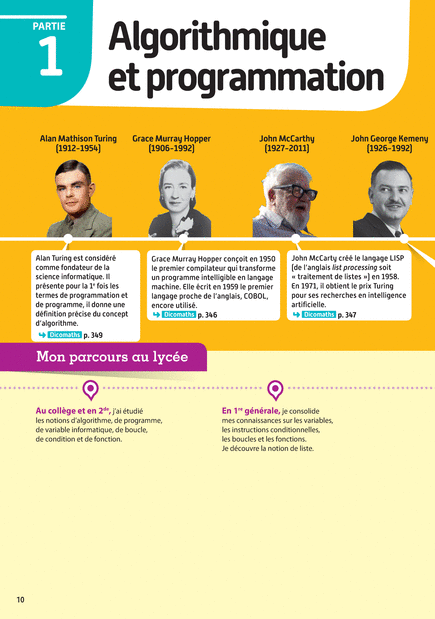 PARTIE
1
Algorithmique
et programmation
Alan Mathison Turing
(1912-1954)
Grace Murray Hopper
(1906-1992)
John McCarthy
(1927-2011)
John George Kemeny
(1926-1992)
Alan Turing est considéré
comme fondateur de la
science informatique. Il
présente pour la 1e fois les
termes de programmation et
de programme, il donne une
définition précise du concept
d'algorithme.
Dicomaths p. 349
Grace Murray Hopper conçoit en 1950
le premier compilateur qui transforme
un programme intelligible en langage
machine. Elle écrit en 1959 le premier
langage proche de l'anglais, COBOL,
encore utilisé.
Dicomaths p. 346
John McCarty créé le langage LISP
(de l'anglais list processing soit
« traitement de listes ») en 1958.
En 1971, il obtient le prix Turing
pour ses recherches en intelligence
artificielle.
Dicomaths p. 347
Mon parcours au lycée
Au collège et en 2de, j'ai étudié
les notions d'algorithme, de programme,
de variable informatique, de boucle,
de condition et de fonction.
En 1re générale, je consolide
mes connaissances sur les variables,
les instructions conditionnelles,
les boucles et les fonctions.
Je découvre la notion de liste.
10